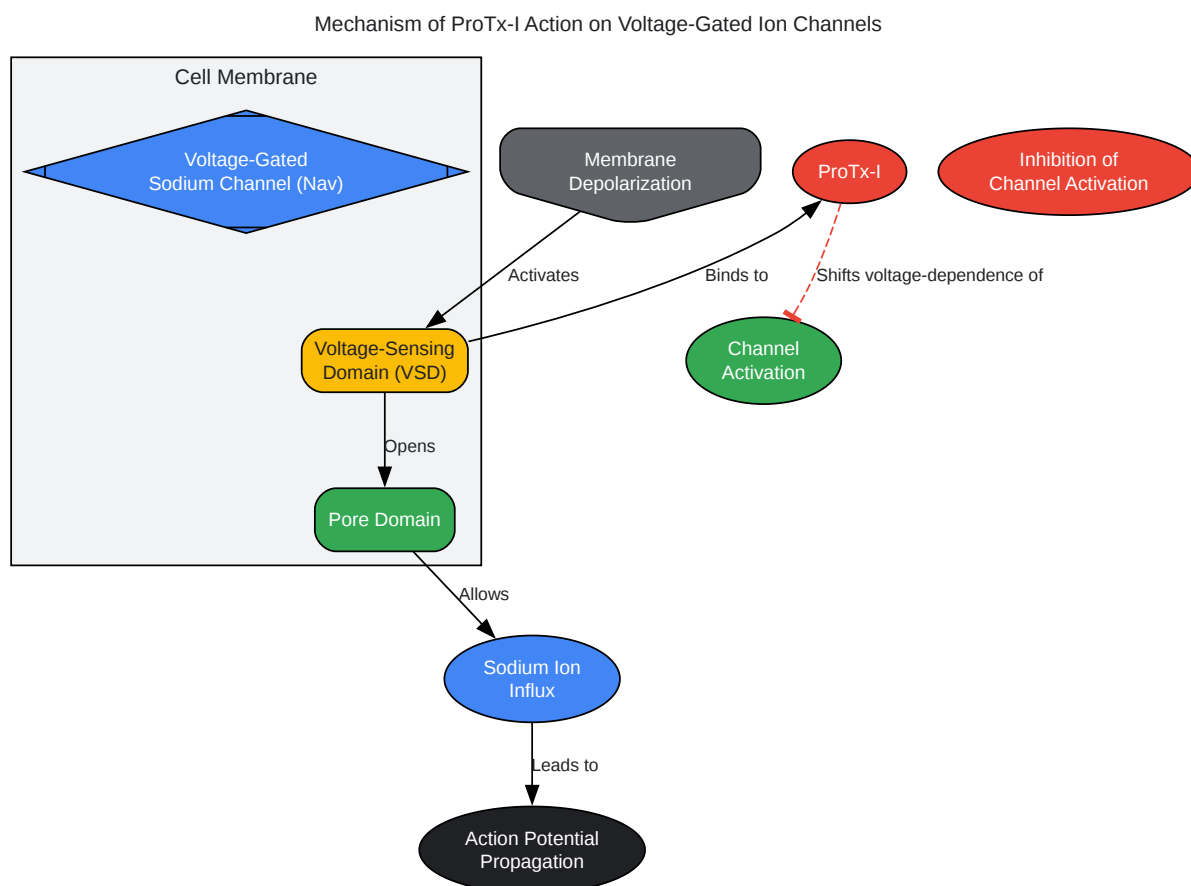 Mechanism of ProTx-I Action on Voltage-Gated Ion Channels
Cell Membrane
Voltage-Gated
Sodium Channel (Nav)
Membrane
Depolarization
ProTx-I
Inhibition of
Channel Activation
Activates
Binds to
Shifts voltage-dependence of
Voltage-Sensing
Domain (VSD)
Channel
Activation
Opens
Pore Domain
Allows
Sodium Ion
Influx
Leads to
Action Potential
Propagation